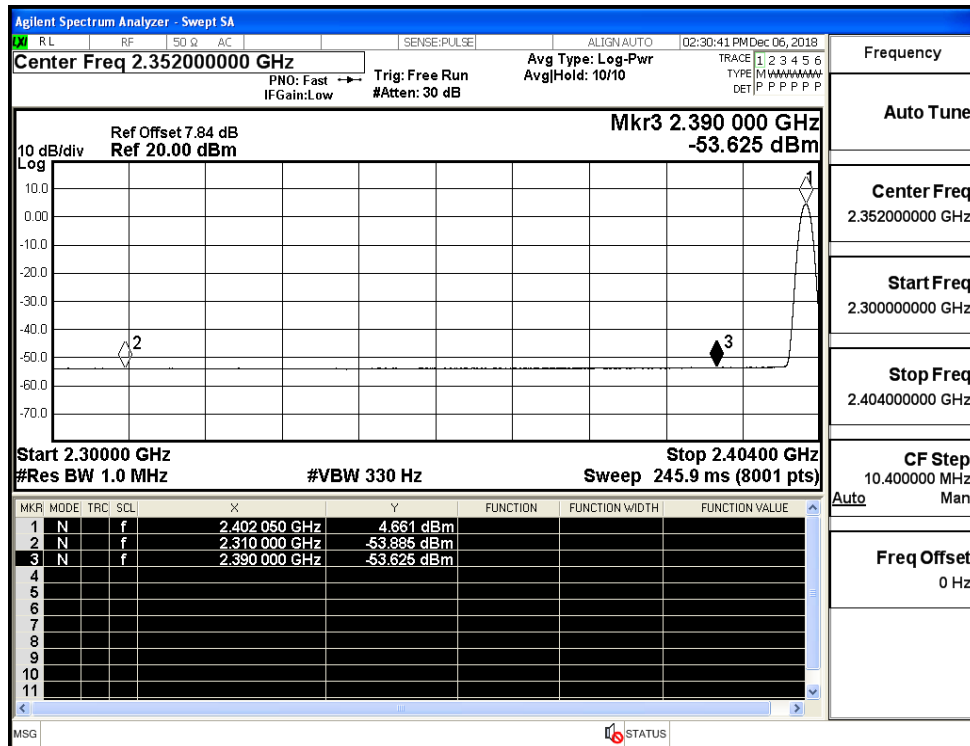 Agilent Spectrum Analyzer - Swept SA
LXI RL RF 50 Ω AC SENSE:PULSE ALIGN AUTO 02:30:41 PM Dec 06, 2018
Center Freq 2.352000000 GHz
PNO: Fast
IFGain:Low
Trig: Free Run
#Atten: 30 dB
Avg Type: Log-Pwr
Avg|Hold: 10/10
TRACE 1 2 3 4 5 6
TYPE M WWWWW
DET P P P P P P
Ref Offset 7.84 dB
10 dB/div Ref 20.00 dBm
Log
Mkr3 2.390 000 GHz
-53.625 dBm
10.0
0.00
-10.0
-20.0
-30.0
-40.0
-50.0
-60.0
-70.0
1
2
3
Start 2.30000 GHz Stop 2.40400 GHz
#Res BW 1.0 MHz #VBW 330 Hz Sweep 245.9 ms (8001 pts)
MKR MODE TRC SCL X Y FUNCTION FUNCTION WIDTH FUNCTION VALUE
1 N f 2.402 050 GHz 4.661 dBm
2 N f 2.310 000 GHz -53.885 dBm
3 N f 2.390 000 GHz -53.625 dBm
4
5
6
7
8
9
10
11
MSG STATUS
Frequency
Auto Tune
Center Freq
2.352000000 GHz
Start Freq
2.300000000 GHz
Stop Freq
2.404000000 GHz
CF Step
10.400000 MHz
Auto Man
Freq Offset
0 Hz